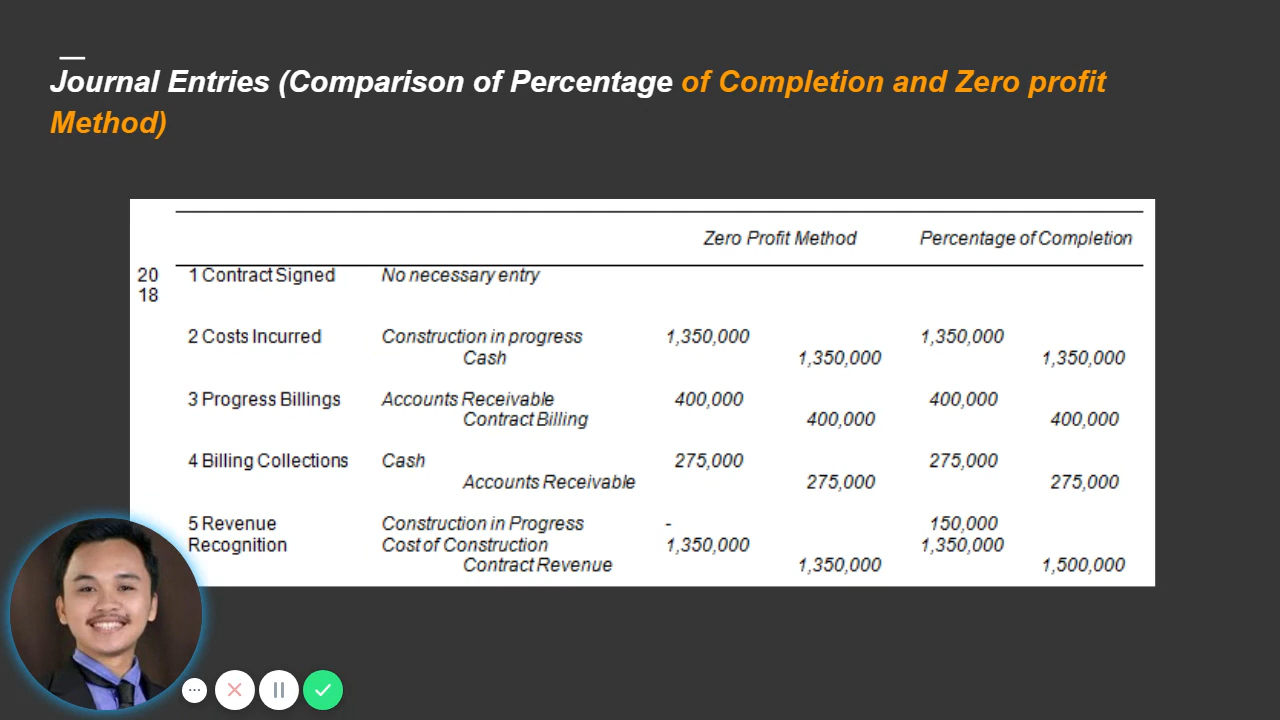 Journal Entries (Comparison of Percentage of Completion and Zero profit
Method)
Zero Profit Method Percentage of Completion
20 1 Contract Signed No necessary entry
18
2 Costs Incurred Construction in progress 1,350,000 1,350,000
Cash 1,350,000 1,350,000
3 Progress Billings Accounts Receivable 400,000 400,000
Contract Billing 400,000 400,000
4 Billing Collections Cash 275,000 275,000
Accounts Receivable 275,000 275,000
5 Revenue Construction in Progress - 150,000
Recognition Cost of Construction 1,350,000 1,350,000
Contract Revenue 1,350,000 1,500,000